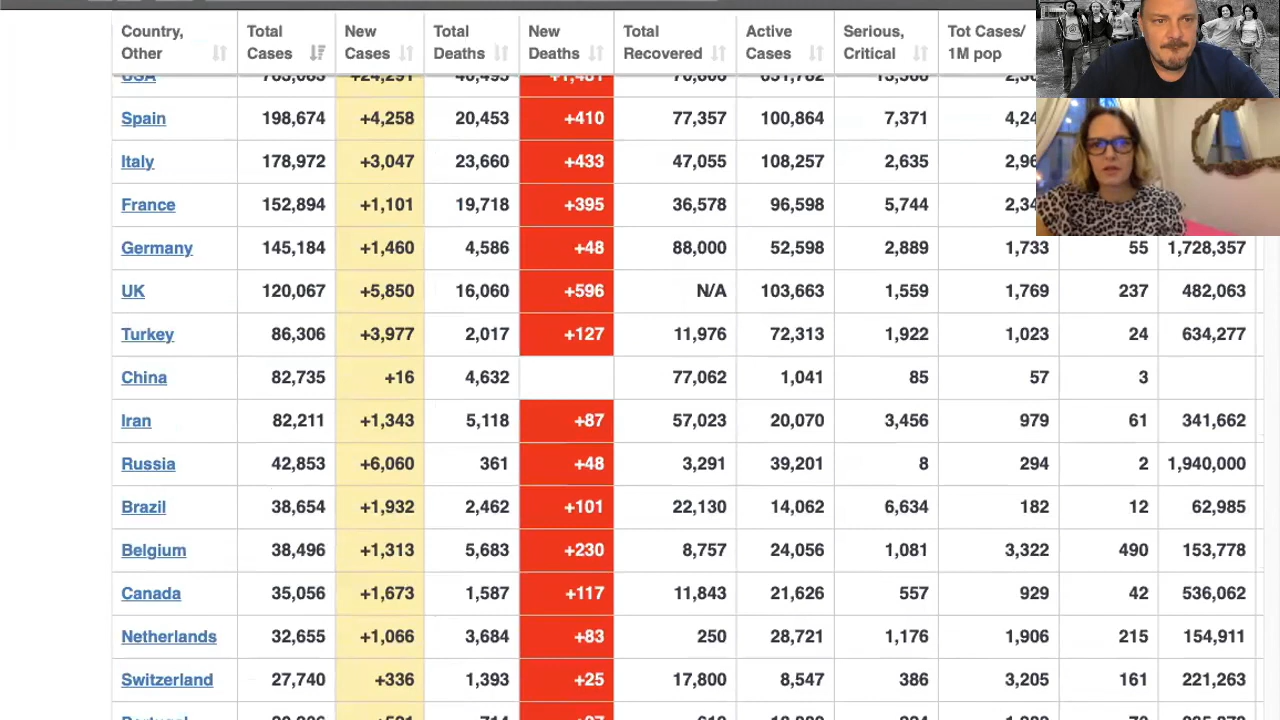 Country, Other Total Cases New Cases Total Deaths New Deaths Total Recovered Active Cases Serious, Critical Tot Cases/ 1M pop
USA
Spain 198,674 +4,258 20,453 +410 77,357 100,864 7,371
Italy 178,972 +3,047 23,660 +433 47,055 108,257 2,635
France 152,894 +1,101 19,718 +395 36,578 96,598 5,744
Germany 145,184 +1,460 4,586 +48 88,000 52,598 2,889 1,733 55 1,728,357
UK 120,067 +5,850 16,060 +596 N/A 103,663 1,559 1,769 237 482,063
Turkey 86,306 +3,977 2,017 +127 11,976 72,313 1,922 1,023 24 634,277
China 82,735 +16 4,632 77,062 1,041 85 57 3
Iran 82,211 +1,343 5,118 +87 57,023 20,070 3,456 979 61 341,662
Russia 42,853 +6,060 361 +48 3,291 39,201 8 294 2 1,940,000
Brazil 38,654 +1,932 2,462 +101 22,130 14,062 6,634 182 12 62,985
Belgium 38,496 +1,313 5,683 +230 8,757 24,056 1,081 3,322 490 153,778
Canada 35,056 +1,673 1,587 +117 11,843 21,626 557 929 42 536,062
Netherlands 32,655 +1,066 3,684 +83 250 28,721 1,176 1,906 215 154,911
Switzerland 27,740 +336 1,393 +25 17,800 8,547 386 3,205 161 221,263